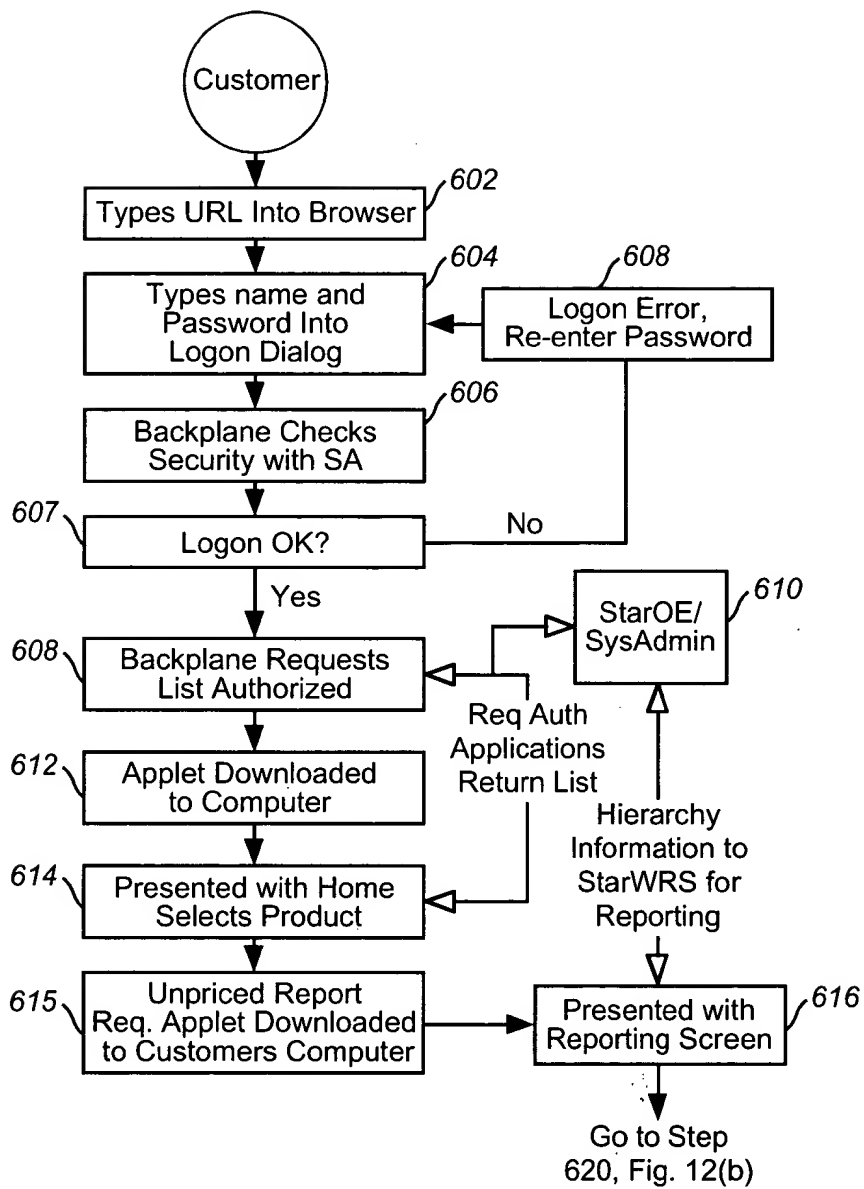 Customer
602
Types URL Into Browser
604
Types name and
Password Into
Logon Dialog
608
Logon Error,
Re-enter Password
606
Backplane Checks
Security with SA
607
Logon OK?
No
Yes
610
StarOE/
SysAdmin
608
Backplane Requests
List Authorized
Req Auth
Applications
Return List
612
Applet Downloaded
to Computer
Hierarchy
Information to
StarWRS for
Reporting
614
Presented with Home
Selects Product
615
Unpriced Report
Req. Applet Downloaded
to Customers Computer
616
Presented with
Reporting Screen
Go to Step
620, Fig. 12(b)